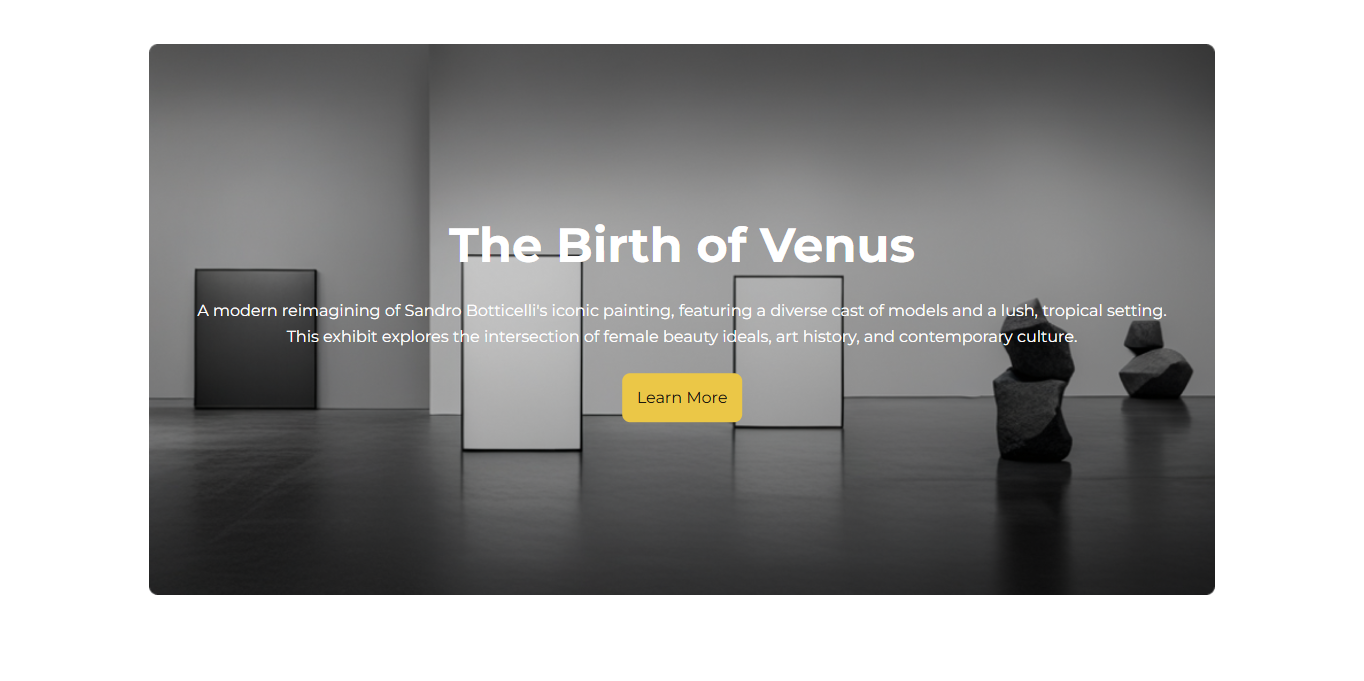 The Birth of Venus
A modern reimagining of Sandro Botticelli's iconic painting, featuring a diverse cast of models and a lush, tropical setting.
This exhibit explores the intersection of female beauty ideals, art history, and contemporary culture.
Learn More